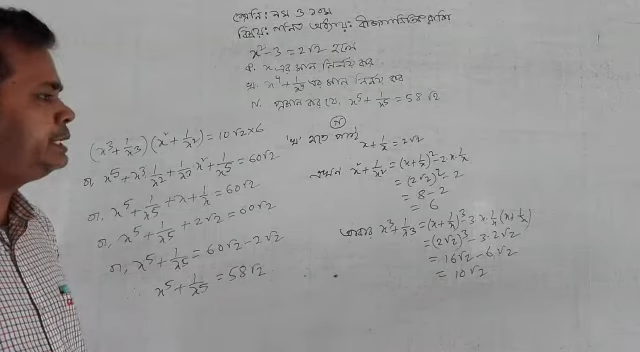 শ্রেণি: নবম ও দশম
বিষয়: গণিত অধ্যায়: বীজগাণিতিক রাশি
x² - 3 = 2√2 হলে
ক. x এর মান নির্ণয় কর
খ. x⁴ + 1/x⁴ এর মান নির্ণয় কর
গ. প্রমাণ কর যে, x⁵ + 1/x⁵ = 58√2
গ
'খ' হতে পাই x + 1/x = 2√2
এখন x² + 1/x² = (x + 1/x)² - 2 x · 1/x
= (2√2)² - 2
= 8 - 2
= 6
আবার x³ + 1/x³ = (x + 1/x)³ - 3 x · 1/x (x + 1/x)
= (2√2)³ - 3·2√2
= 16√2 - 6√2
= 10√2
(x³ + 1/x³)(x² + 1/x²) = 10√2 × 6
বা, x⁵ + x³ 1/x² + 1/x³ x² + 1/x⁵ = 60√2
বা, x⁵ + 1/x⁵ + x + 1/x = 60√2
বা, x⁵ + 1/x⁵ + 2√2 = 60√2
বা, x⁵ + 1/x⁵ = 60√2 - 2√2
x⁵ + 1/x⁵ = 58√2